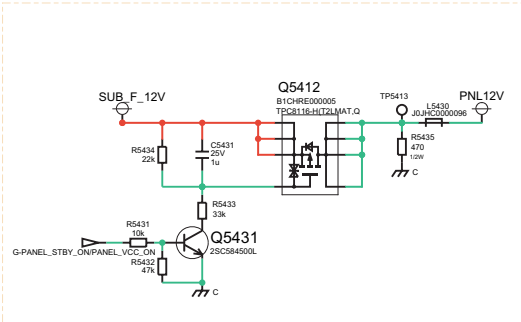 Q5412
B1CHRE000005
TPC8116-H(T2LMAT,Q
SUB_F_12V
TP5413
L5430
J0JHC0000096
PNL12V
R5434
22k
C5431
25V
1u
R5435
470
1/2W
C
R5433
33k
R5431
10k
G-PANEL_STBY_ON/PANEL_VCC_ON
Q5431
2SC584500L
R5432
47k
C